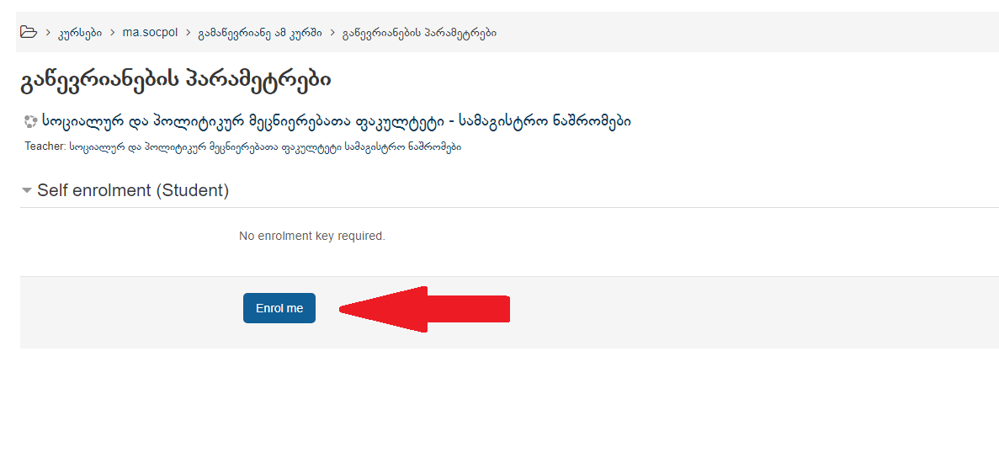 კურსები > ma.socpol > გამაწევრიანე ამ კურში > გაწევრიანების პარამეტრები
გაწევრიანების პარამეტრები
სოციალურ და პოლიტიკურ მეცნიერებათა ფაკულტეტი - სამაგისტრო ნაშრომები
Teacher: სოციალურ და პოლიტიკურ მეცნიერებათა ფაკულტეტი სამაგისტრო ნაშრომები
Self enrolment (Student)
No enrolment key required.
Enrol me